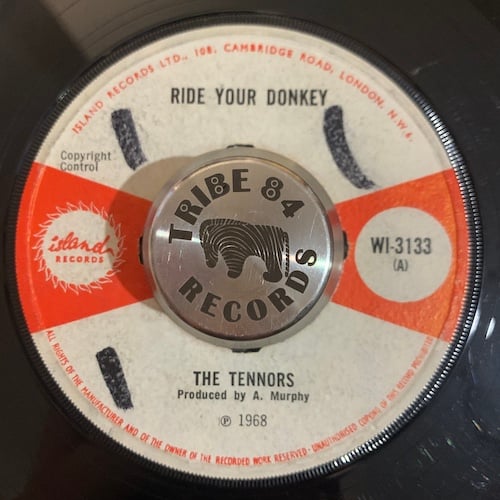 ISLAND RECORDS LTD., 108, CAMBRIDGE ROAD, LONDON, N.W.6.
RIDE YOUR DONKEY
Copyright
Control
TRIBE 84
RECORDS
island
RECORDS
WI-3133
(A)
THE TENNORS
Produced by A. Murphy
℗ 1968
ALL RIGHTS OF THE MANUFACTURER AND OF THE OWNER OF THE RECORDED WORK RESERVED - UNAUTHORISED COPYING OF THIS RECORD PROHIBITED